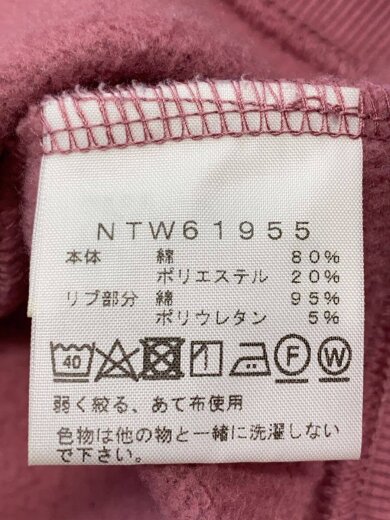 NTW61955
本体 綿 80%
ポリエステル 20%
リブ部分 綿 95%
ポリウレタン 5%
40 F W
弱く絞る、あて布使用
色物は他の物と一緒に洗濯しない
で下さい。